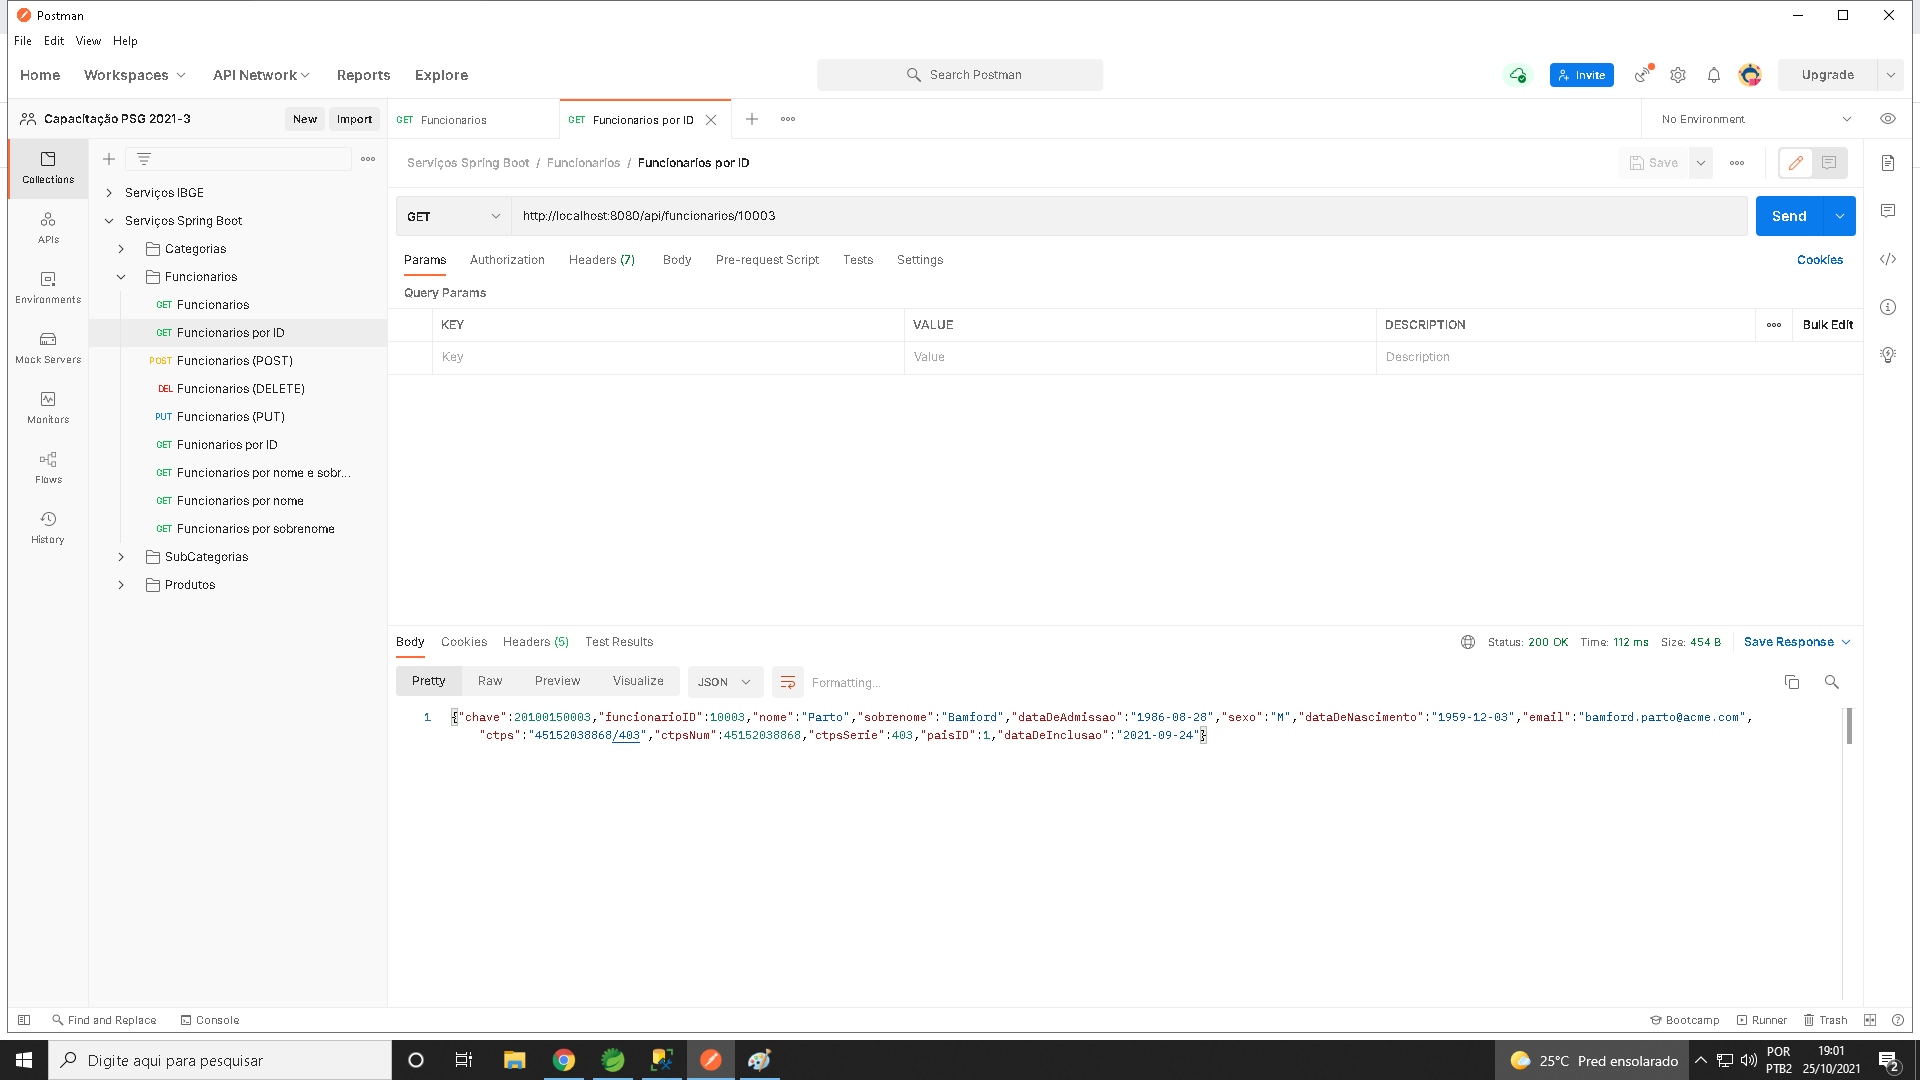 Postman
File Edit View Help
Home Workspaces API Network Reports Explore Search Postman Invite Upgrade
Capacitação PSG 2021-3 New Import GET Funcionarios GET Funcionarios por ID No Environment
Serviços Spring Boot / Funcionarios / Funcionarios por ID Save
Collections
APIs
Environments
Mock Servers
Monitors
Flows
History
Serviços IBGE
Serviços Spring Boot
Categorias
Funcionarios
GET Funcionarios
GET Funcionarios por ID
POST Funcionarios (POST)
DEL Funcionarios (DELETE)
PUT Funcionarios (PUT)
GET Funionarios por ID
GET Funcionarios por nome e sobr...
GET Funcionarios por nome
GET Funcionarios por sobrenome
SubCategorias
Produtos
GET http://localhost:8080/api/funcionarios/10003 Send
Params Authorization Headers (7) Body Pre-request Script Tests Settings Cookies
Query Params
KEY VALUE DESCRIPTION Bulk Edit
Key Value Description
Body Cookies Headers (5) Test Results Status: 200 OK Time: 112 ms Size: 454 B Save Response
Pretty Raw Preview Visualize JSON Formatting...
1 {"chave":20100150003,"funcionarioID":10003,"nome":"Parto","sobrenome":"Bamford","dataDeAdmissao":"1986-08-28","sexo":"M","dataDeNascimento":"1959-12-03","email":"bamford.parto@acme.com",
"ctps":"45152038868/403","ctpsNum":45152038868,"ctpsSerie":403,"paisID":1,"dataDeInclusao":"2021-09-24"}
Find and Replace Console Bootcamp Runner Trash
Digite aqui para pesquisar 25°C Pred ensolarado POR 19:01
PTB2 25/10/2021 2